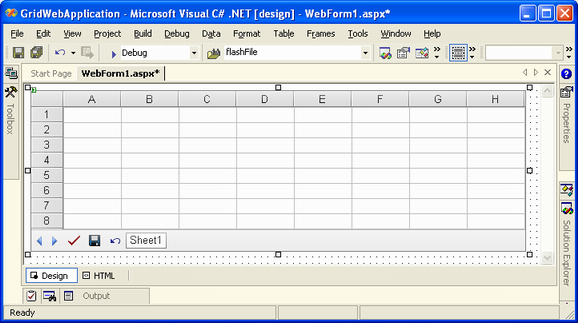 GridWebApplication - Microsoft Visual C# .NET [design] - WebForm1.aspx*
File Edit View Project Build Debug Data Format Table Frames Tools Window Help
Debug flashFile
Start Page WebForm1.aspx*
Toolbox
A B C D E F G H
1
2
3
4
5
6
7
8
Sheet1
Properties
Solution Explorer
Design HTML
Output
Ready